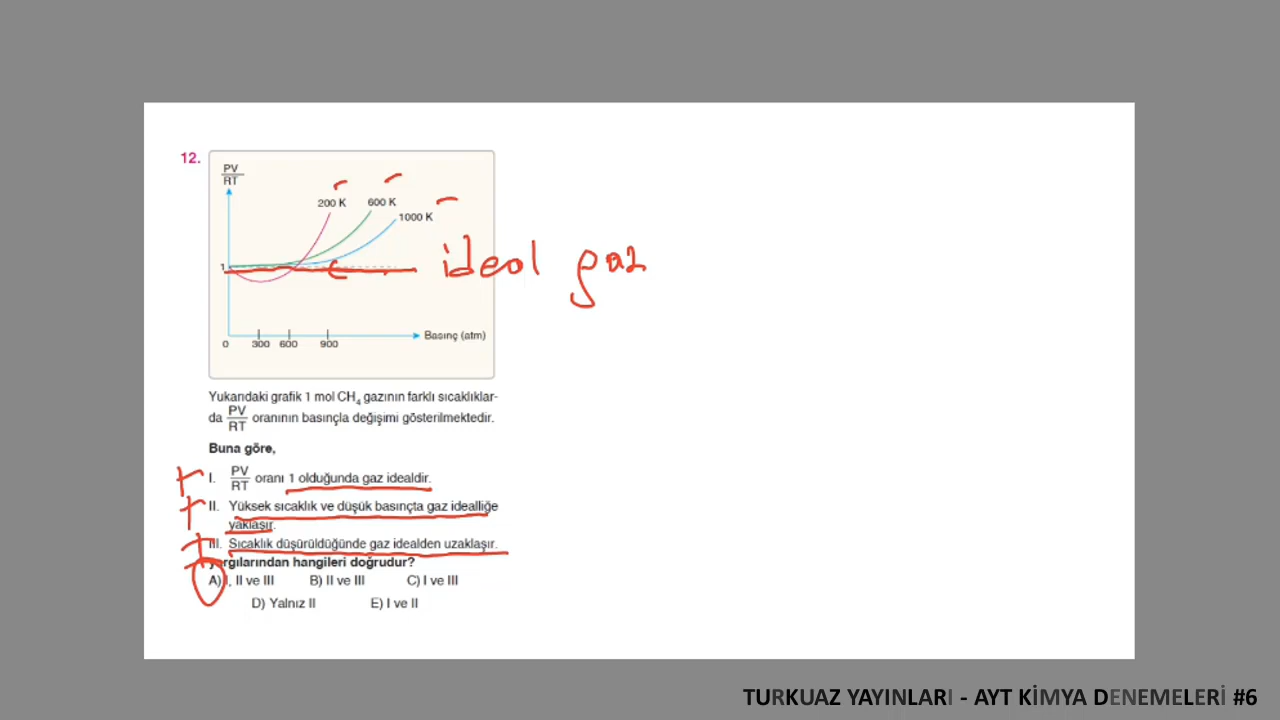 12.
PV
RT
200 K
600 K
1000 K
1
ideal gaz
0
300
600
900
Basınç (atm)
Yukarıdaki grafik 1 mol CH₄ gazının farklı sıcaklıklar-
da PV/RT oranının basınçla değişimi gösterilmektedir.
Buna göre,
I. PV/RT oranı 1 olduğunda gaz idealdir.
II. Yüksek sıcaklık ve düşük basınçta gaz idealliğe
yaklaşır.
III. Sıcaklık düşürüldüğünde gaz idealden uzaklaşır.
yargılarından hangileri doğrudur?
A) I, II ve III B) II ve III C) I ve III
D) Yalnız II E) I ve II
TURKUAZ YAYINLARI - AYT KİMYA DENEMELERİ #6